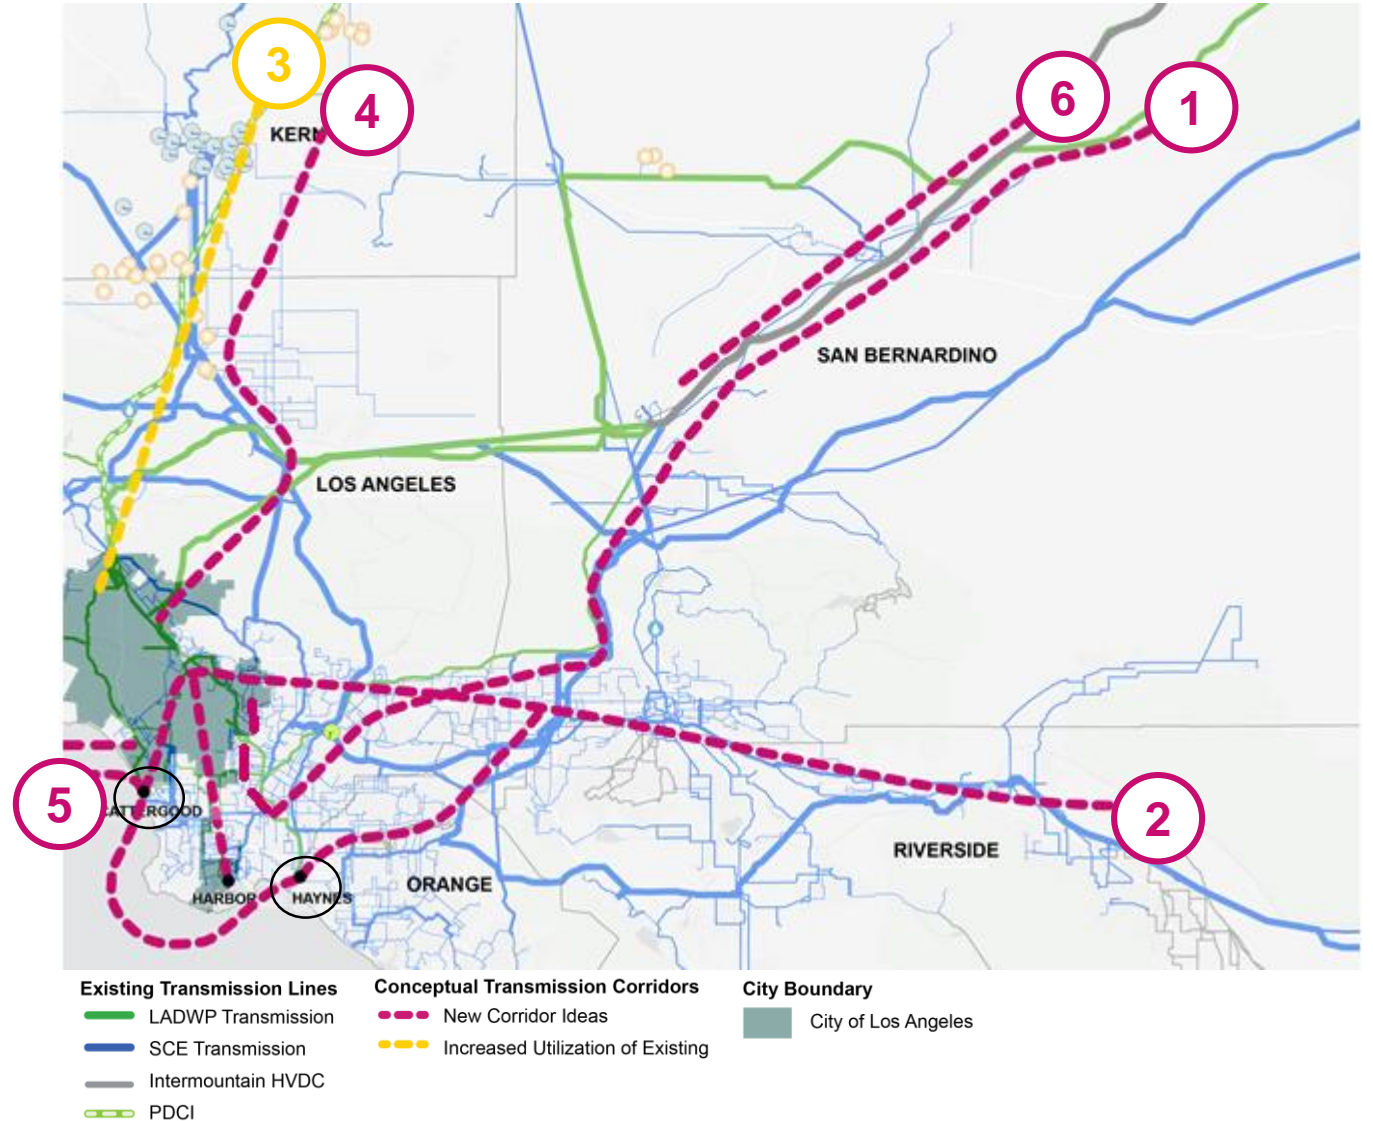 3
4
6
1
KERN
SAN BERNARDINO
LOS ANGELES
5
CATTERGOOD
2
RIVERSIDE
ORANGE
HARBOR
HAYNES
Existing Transmission Lines
LADWP Transmission
SCE Transmission
Intermountain HVDC
PDCI
Conceptual Transmission Corridors
New Corridor Ideas
Increased Utilization of Existing
City Boundary
City of Los Angeles